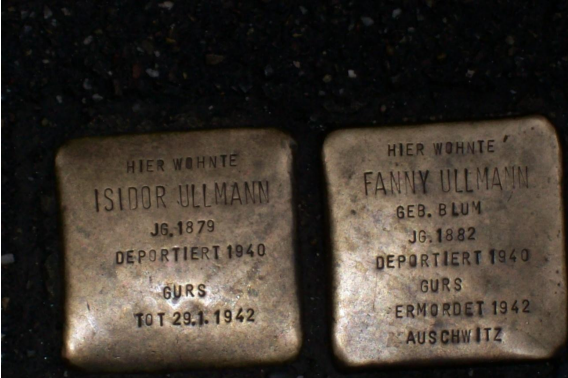 HIER WOHNTE
ISIDOR ULLMANN
JG. 1879
DEPORTIERT 1940
GURS
TOT 29.1.1942
HIER WOHNTE
FANNY ULLMANN
GEB. BLUM
JG. 1882
DEPORTIERT 1940
GURS
ERMORDET 1942
AUSCHWITZ